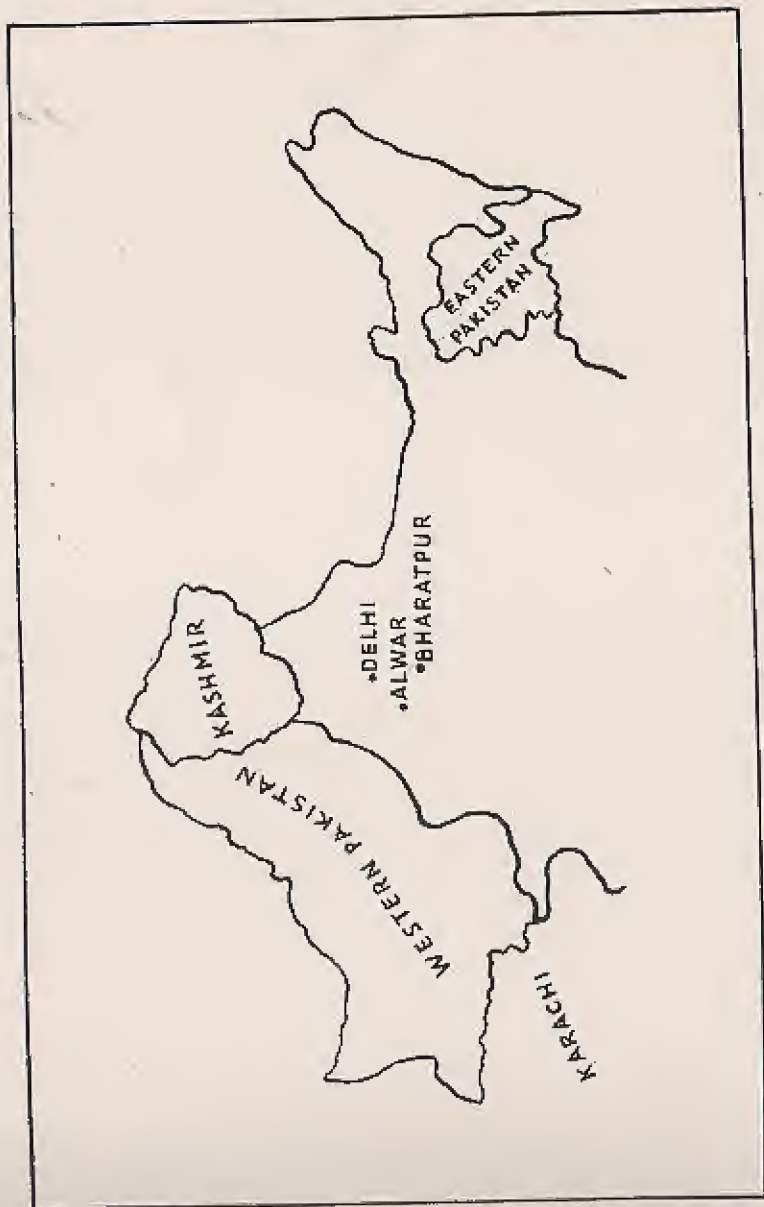 KASHMIR
WESTERN PAKISTAN
DELHI
ALWAR
BHARATPUR
EASTERN
PAKISTAN
KARACHI